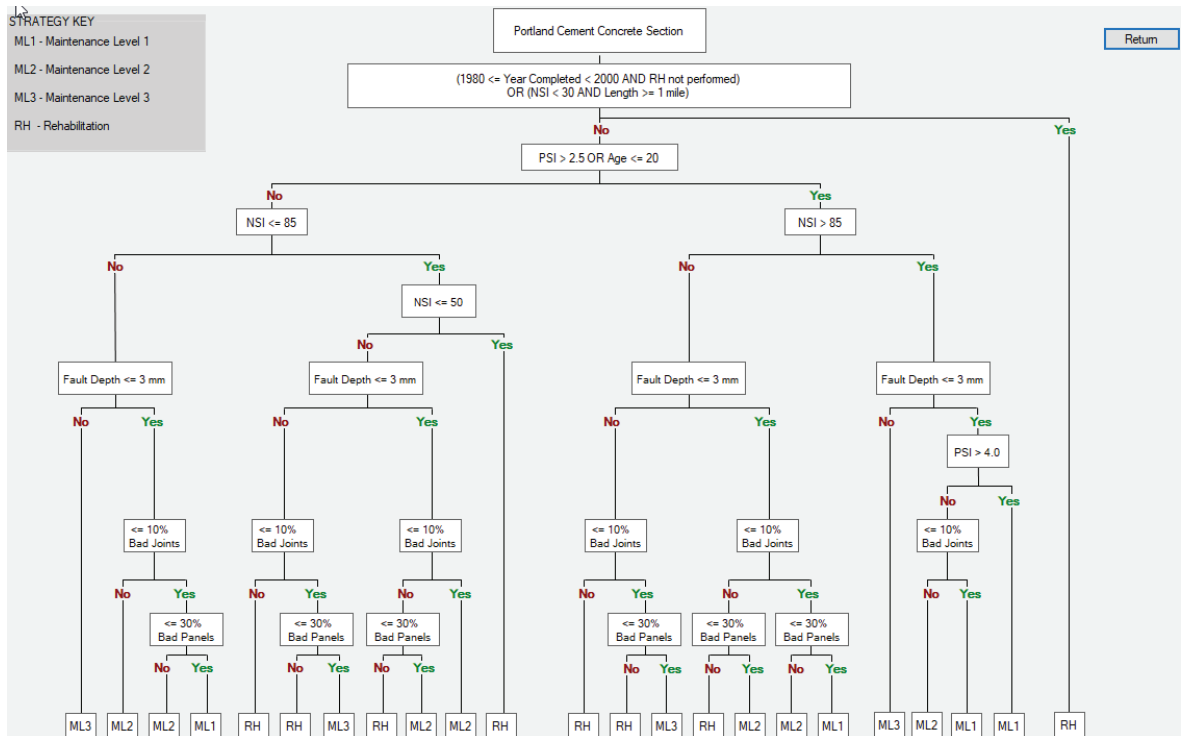 STRATEGY KEY
ML1 - Maintenance Level 1
ML2 - Maintenance Level 2
ML3 - Maintenance Level 3
RH - Rehabilitation
Portland Cement Concrete Section
Return
(1980 <= Year Completed < 2000 AND RH not performed)
OR (NSI < 30 AND Length >= 1 mile)
No Yes
PSI > 2.5 OR Age <= 20
No Yes
NSI <= 85 NSI > 85
No Yes No Yes
NSI <= 50
No Yes
Fault Depth <= 3 mm Fault Depth <= 3 mm Fault Depth <= 3 mm Fault Depth <= 3 mm
No Yes No Yes No Yes No Yes
PSI > 4.0
No Yes
<= 10% <= 10% <= 10% <= 10% <= 10% <= 10%
Bad Joints Bad Joints Bad Joints Bad Joints Bad Joints Bad Joints
No Yes No Yes No Yes No Yes No Yes No Yes
<= 30% <= 30% <= 30% <= 30% <= 30% <= 30%
Bad Panels Bad Panels Bad Panels Bad Panels Bad Panels Bad Panels
No Yes No Yes No Yes No Yes No Yes No Yes
ML3 ML2 ML2 ML1 RH RH ML3 RH ML2 ML2 RH RH RH ML3 RH ML2 ML2 ML1 ML3 ML2 ML1 ML1 RH